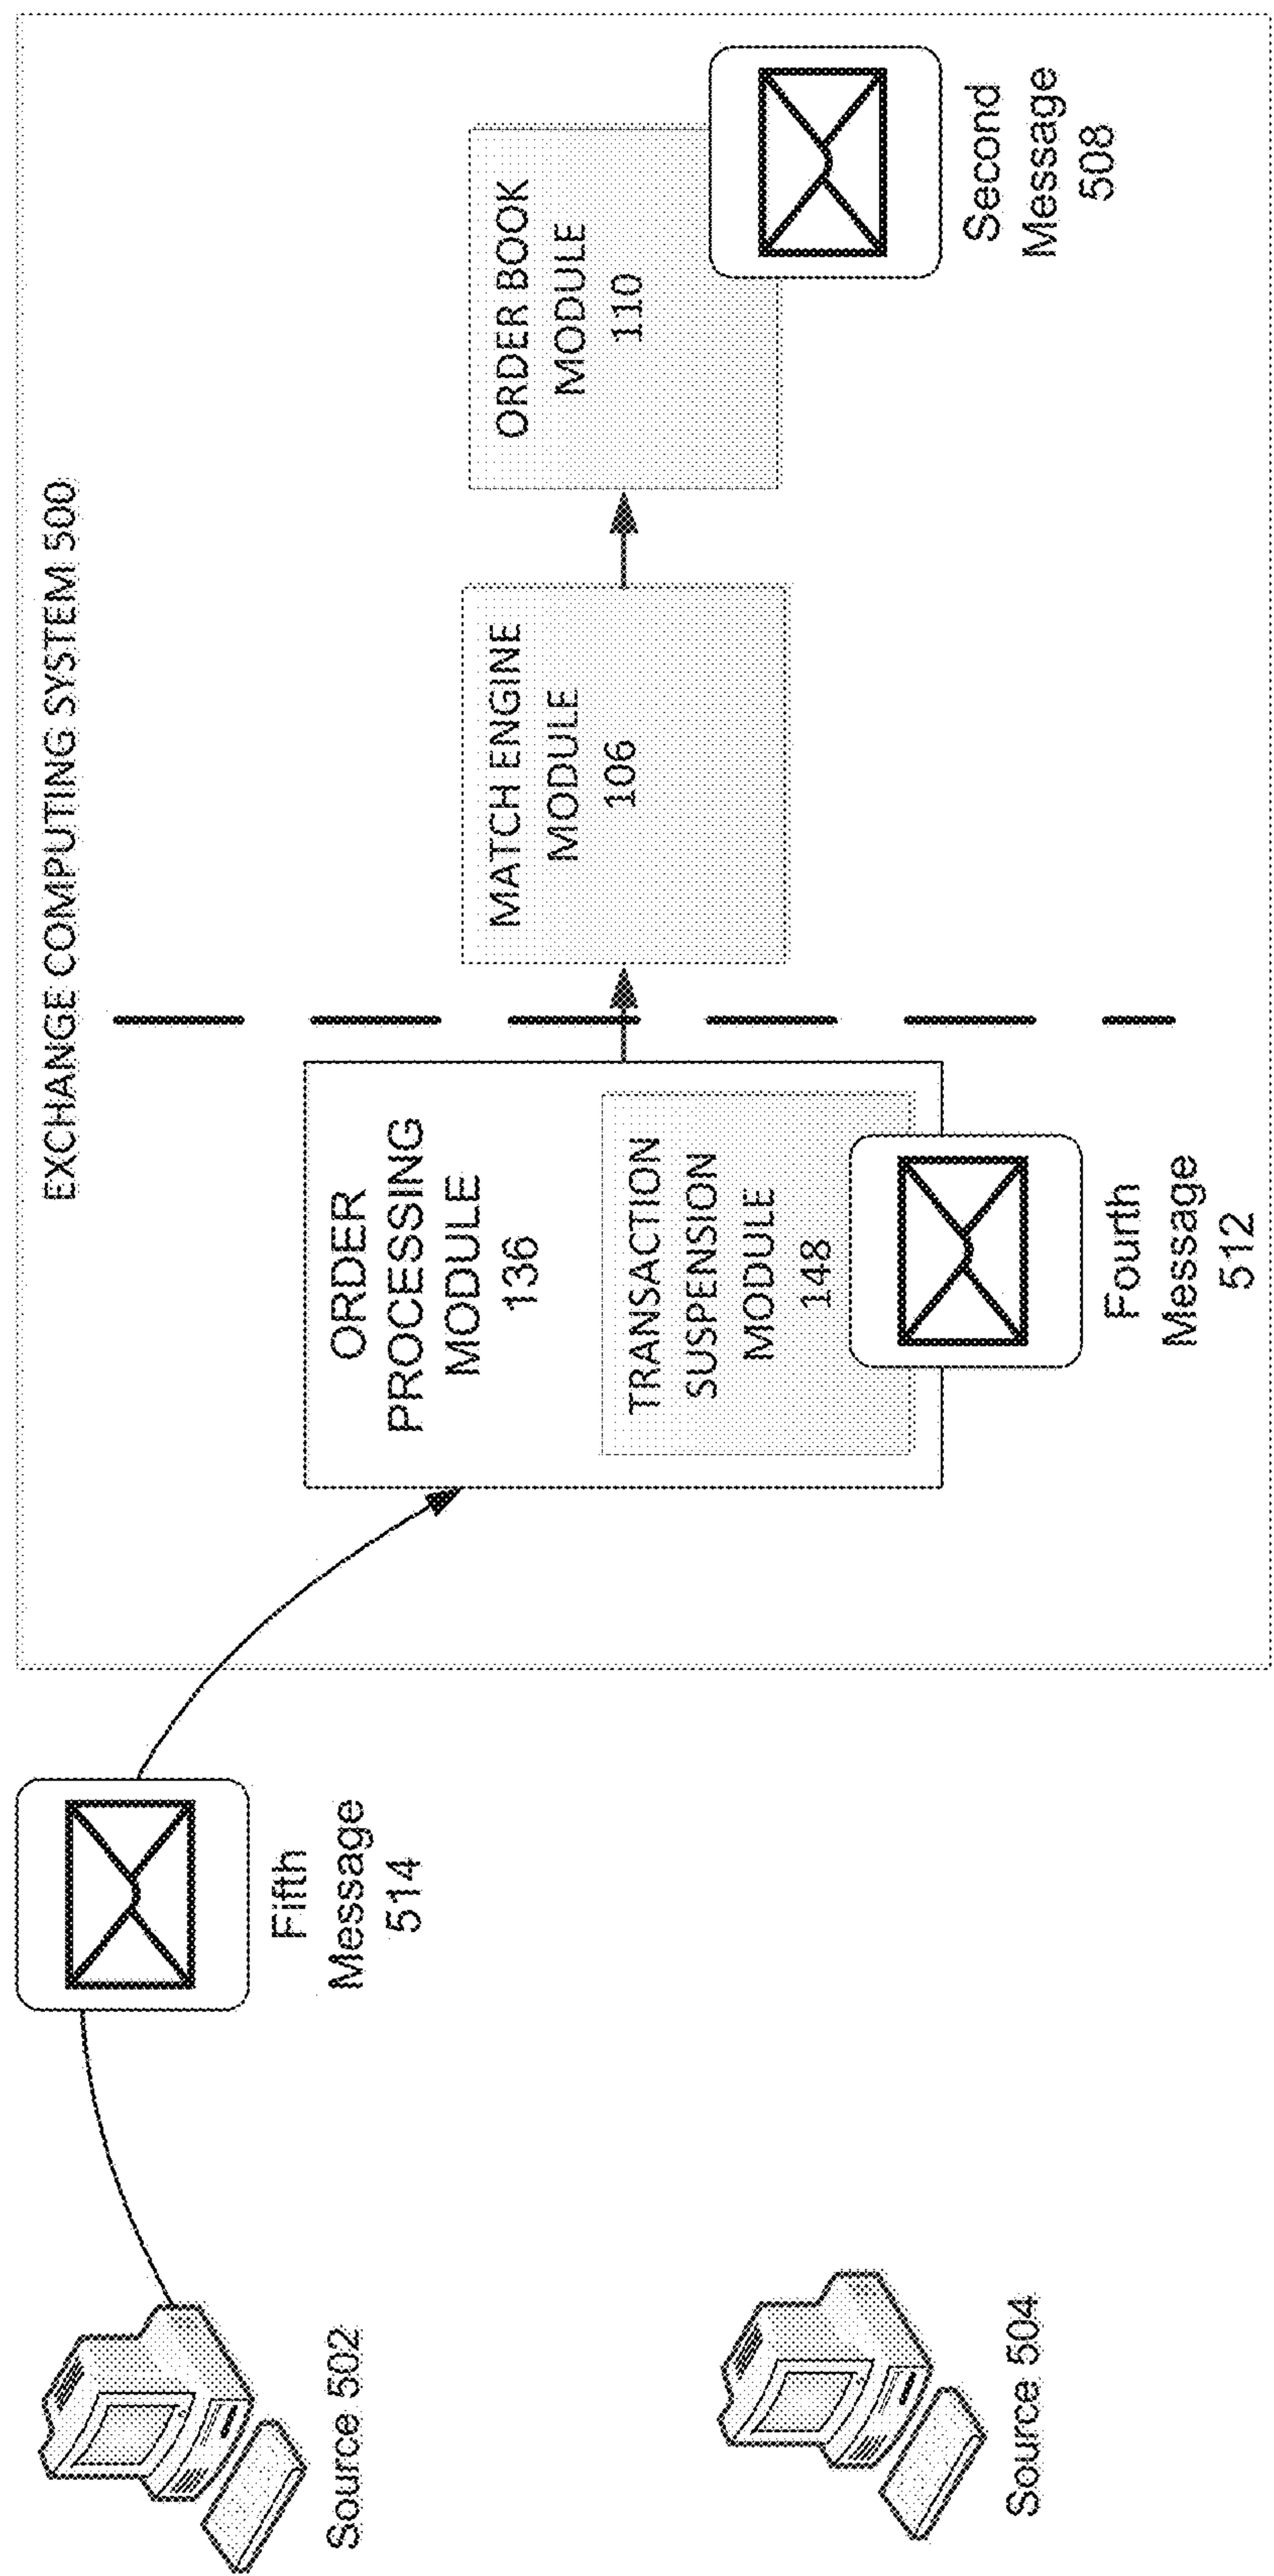 EXCHANGE COMPUTING SYSTEM 500
Source 502
Source 504
Fifth
Message
514
ORDER
PROCESSING
MODULE
136
TRANSACTION
SUSPENSION
MODULE
148
Fourth
Message
512
MATCH ENGINE
MODULE
106
ORDER BOOK
MODULE
110
Second
Message
508